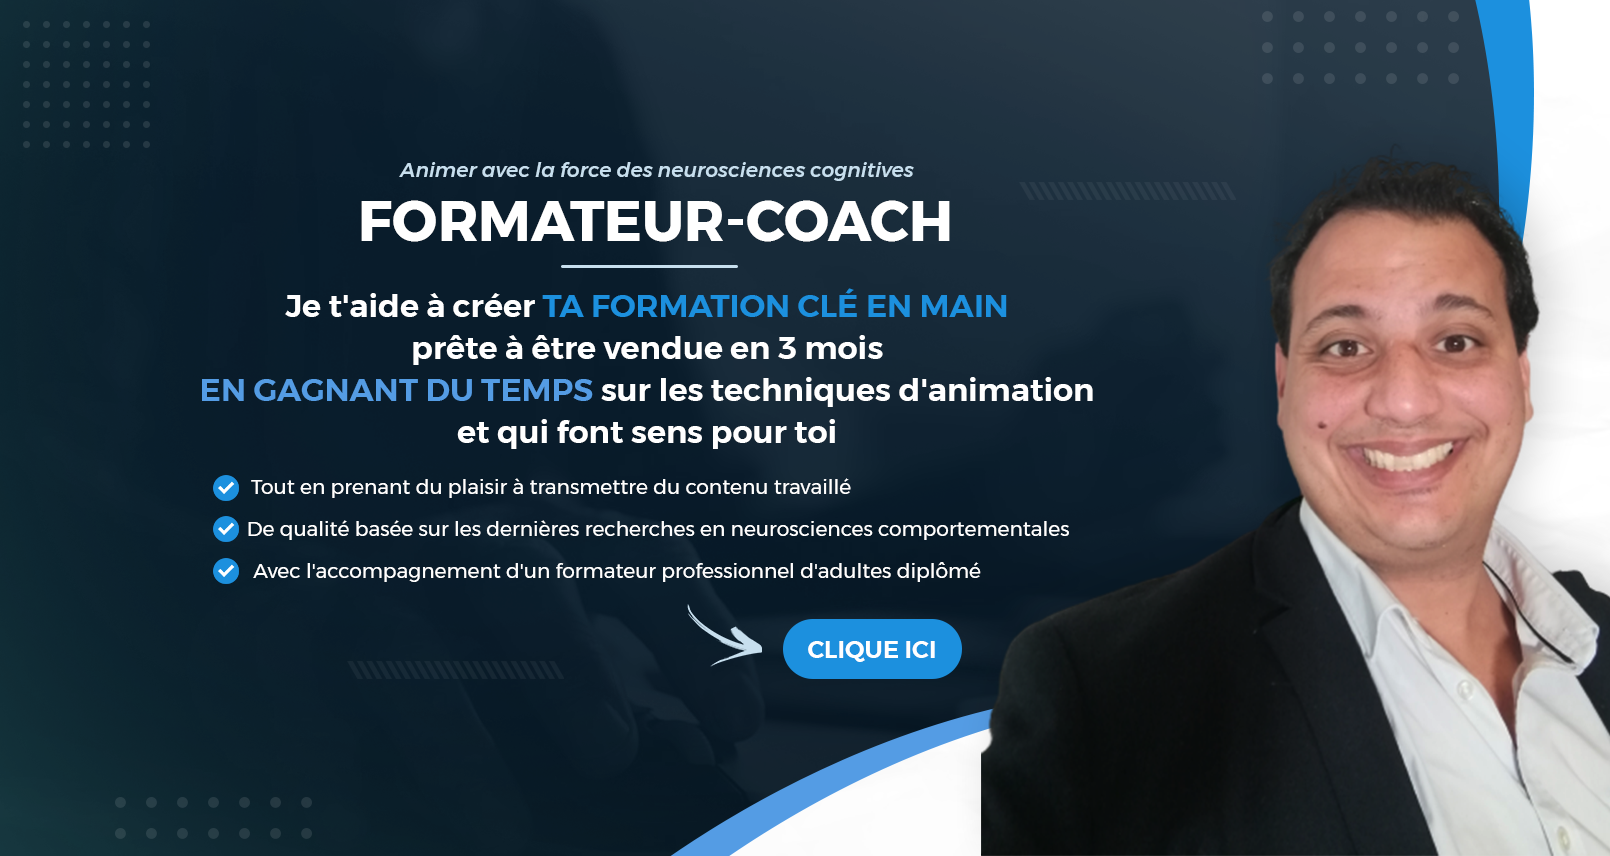 Animer avec la force des neurosciences cognitives
FORMATEUR-COACH
Je t'aide à créer TA FORMATION CLÉ EN MAIN
prête à être vendue en 3 mois
EN GAGNANT DU TEMPS sur les techniques d'animation
et qui font sens pour toi
Tout en prenant du plaisir à transmettre du contenu travaillé
De qualité basée sur les dernières recherches en neurosciences comportementales
Avec l'accompagnement d'un formateur professionnel d'adultes diplômé
CLIQUE ICI